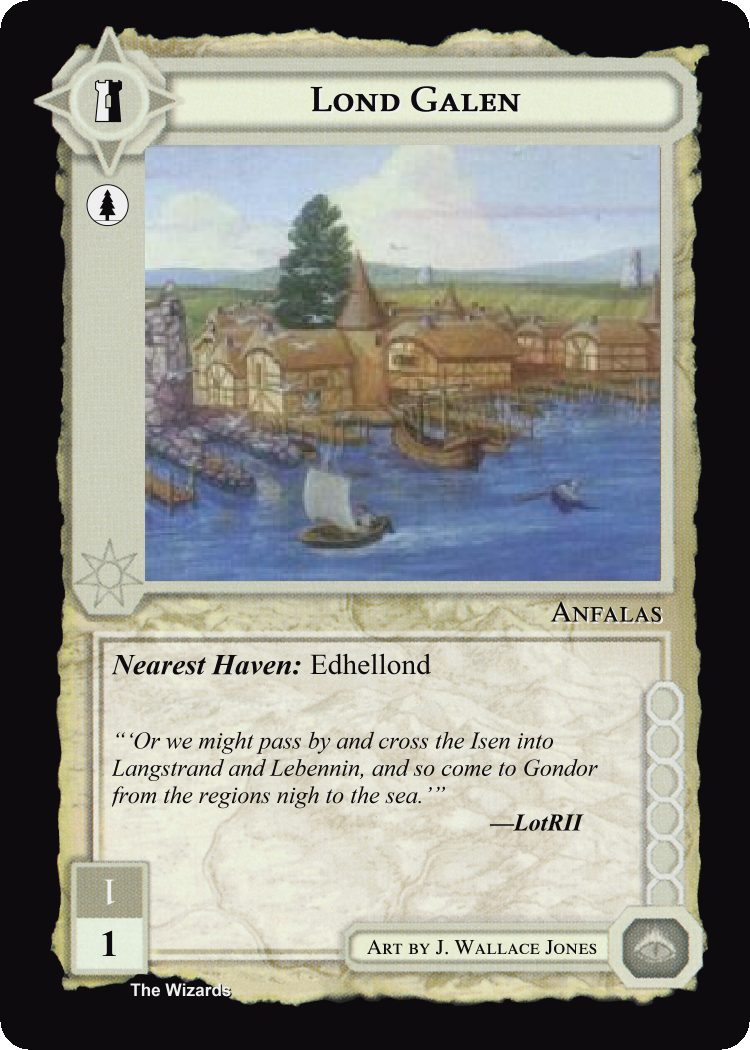 Lond Galen
Anfalas
Nearest Haven: Edhellond
“‘Or we might pass by and cross the Isen into
Langstrand and Lebennin, and so come to Gondor
from the regions nigh to the sea.’”
—LotRII
1
1
Art by J. Wallace Jones
The Wizards